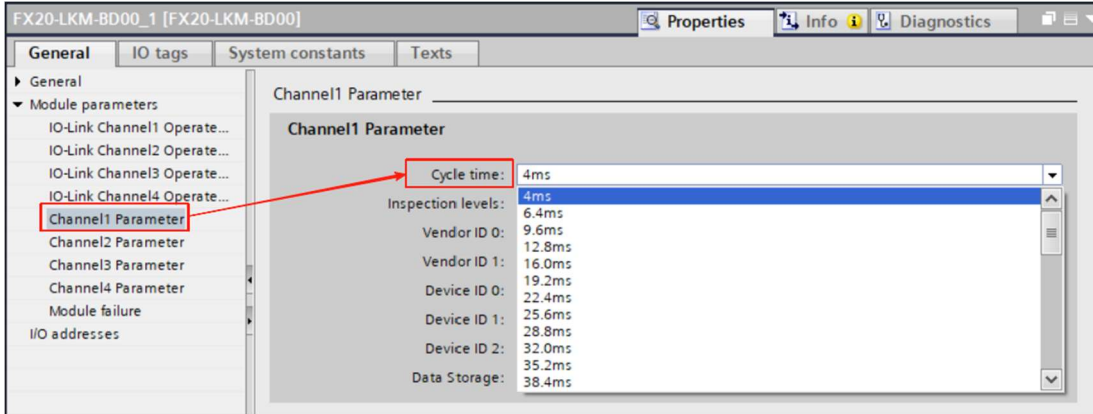 FX20-LKM-BD00_1 [FX20-LKM-BD00]
Properties
Info
Diagnostics
General
IO tags
System constants
Texts
General
Module parameters
IO-Link Channel1 Operate...
IO-Link Channel2 Operate...
IO-Link Channel3 Operate...
IO-Link Channel4 Operate...
Channel1 Parameter
Channel2 Parameter
Channel3 Parameter
Channel4 Parameter
Module failure
I/O addresses
Channel1 Parameter
Channel1 Parameter
Cycle time: 4ms
Inspection levels:
Vendor ID 0:
Vendor ID 1:
Device ID 0:
Device ID 1:
Device ID 2:
Data Storage:
4ms
6.4ms
9.6ms
12.8ms
16.0ms
19.2ms
22.4ms
25.6ms
28.8ms
32.0ms
35.2ms
38.4ms